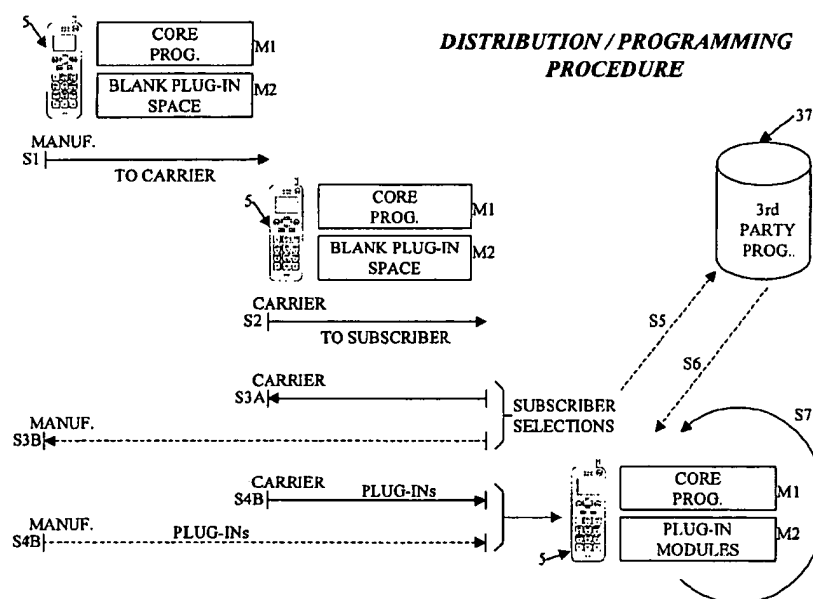 DISTRIBUTION / PROGRAMMING
PROCEDURE
5
CORE
PROG.
M1
BLANK PLUG-IN
SPACE
M2
37
MANUF.
S1
TO CARRIER
5
CORE
PROG.
M1
BLANK PLUG-IN
SPACE
M2
3rd
PARTY
PROG..
CARRIER
S2
TO SUBSCRIBER
S5
S6
CARRIER
S3A
SUBSCRIBER
SELECTIONS
MANUF.
S3B
S7
CARRIER
S4B
PLUG-INs
MANUF.
S4B
PLUG-INs
CORE
PROG.
M1
PLUG-IN
MODULES
M2
5